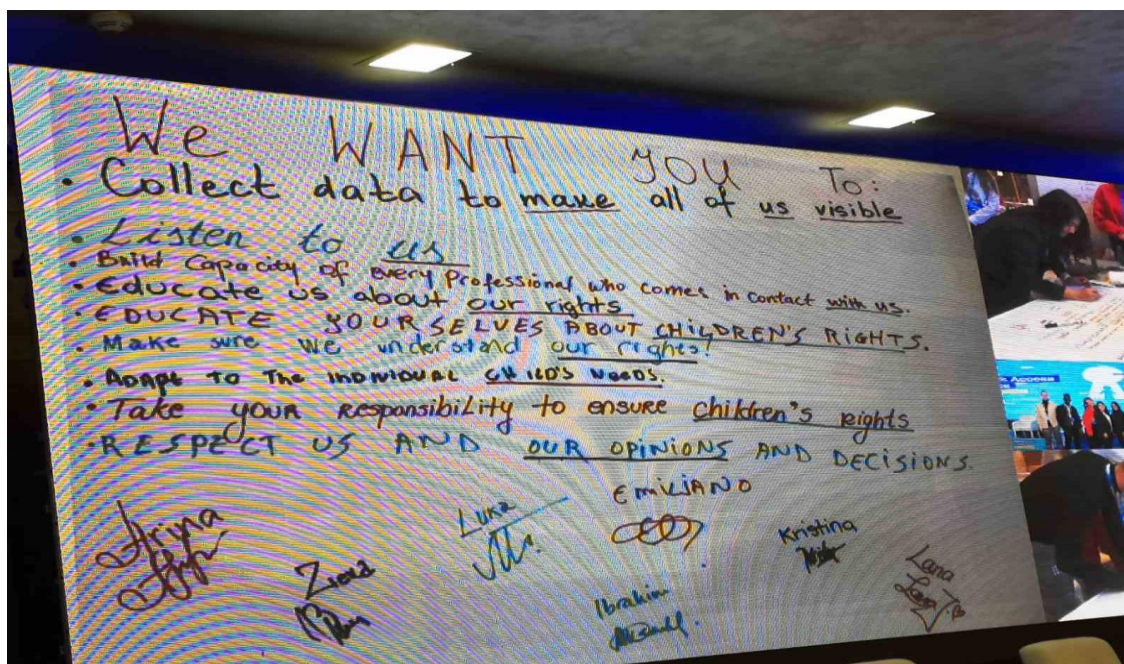 We WANT YOU To:
• Collect data to make all of us visible
• Listen to us
• Build Capacity of every Professional who comes in contact with us.
• Educate us about our rights
• EDUCATE YOURSELVES ABOUT CHILDREN'S RIGHTS.
• Make sure we understand our rights!
• ADAPT TO THE INDIVIDUAL CHILD'S NEEDS.
• Take your Responsibility to ensure children's rights
• RESPECT US AND OUR OPINIONS AND DECISIONS.
EMILJANO
Luka
Kristina
Arina
Lana
Ibrahim
Access